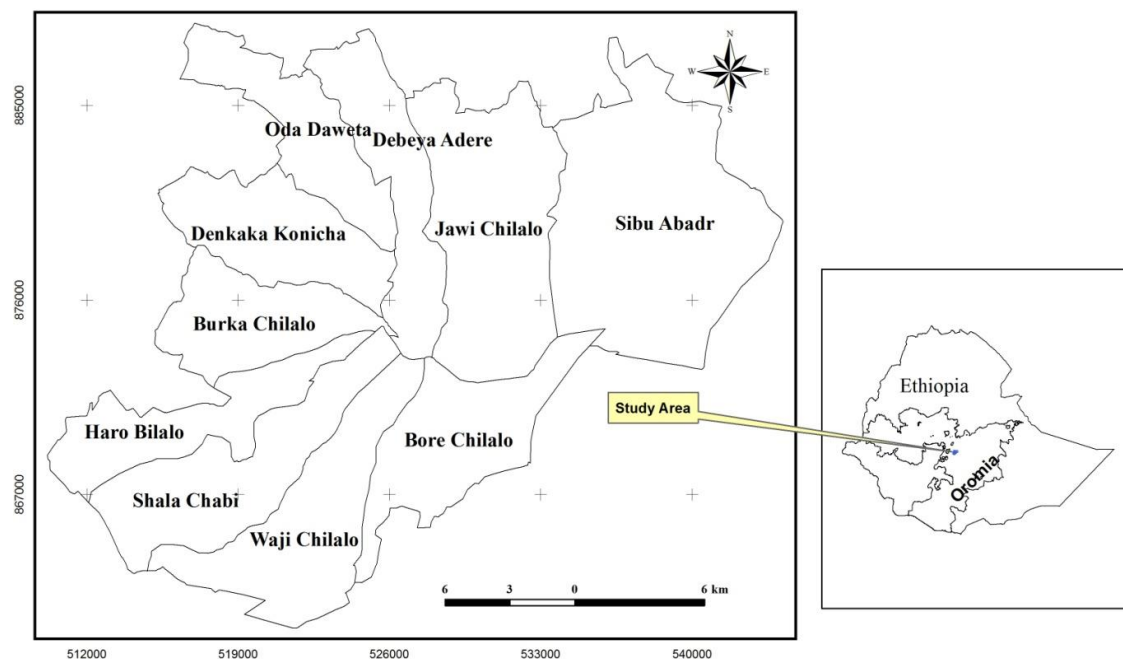 N
W E
S
885000
Oda Daweta
Debeya Adere
Denkaka Konicha
Jawi Chilalo
Sibu Abadr
876000
Burka Chilalo
Haro Bilalo
Bore Chilalo
867000
Shala Chabi
Waji Chilalo
6 3 0 6 km
512000 519000 526000 533000 540000
Ethiopia
Study Area
Oromia